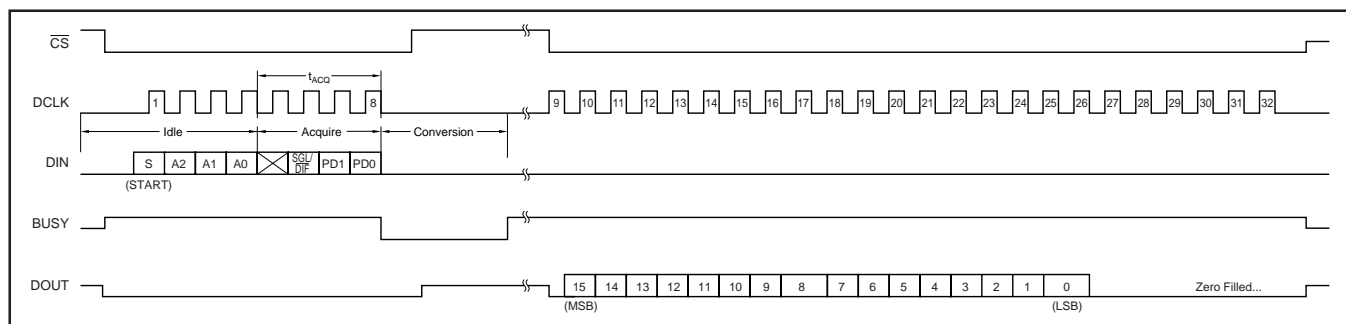 CS
tACQ
DCLK 1 8 9 10 11 12 13 14 15 16 17 18 19 20 21 22 23 24 25 26 27 28 29 30 31 32
Idle Acquire Conversion
DIN S A2 A1 A0 SGL/DIF PD1 PD0
(START)
BUSY
DOUT 15 14 13 12 11 10 9 8 7 6 5 4 3 2 1 0 Zero Filled...
(MSB) (LSB)